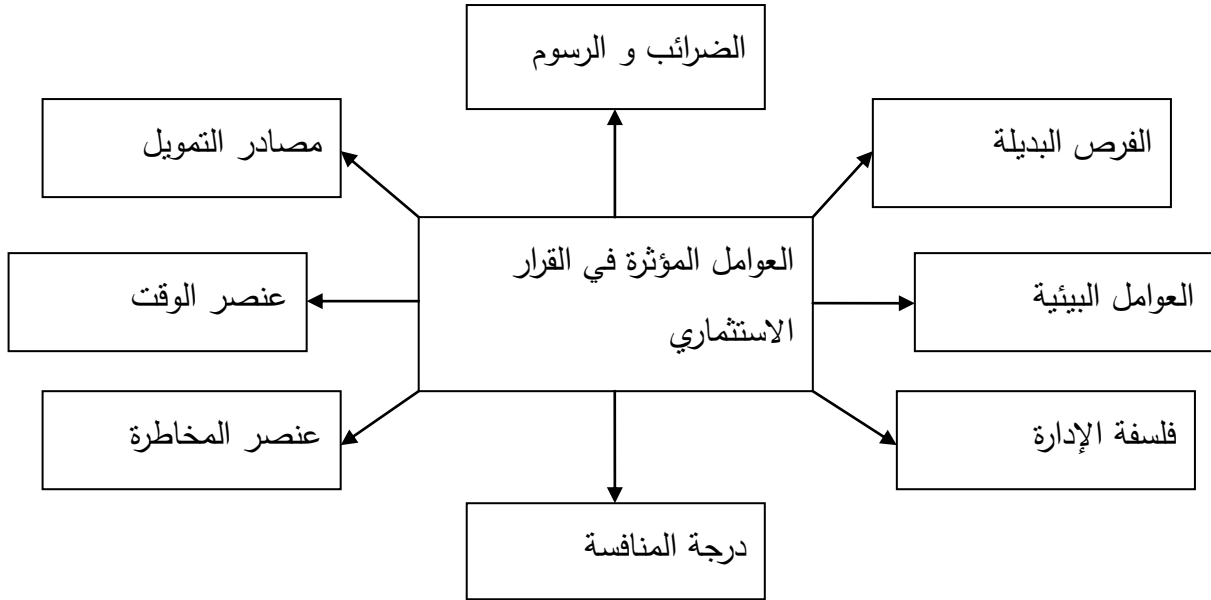 الضرائب و الرسوم
الفرص البديلة
مصادر التمويل
العوامل المؤثرة في القرار
الاستثماري
العوامل البيئية
عنصر الوقت
فلسفة الإدارة
عنصر المخاطرة
درجة المنافسة